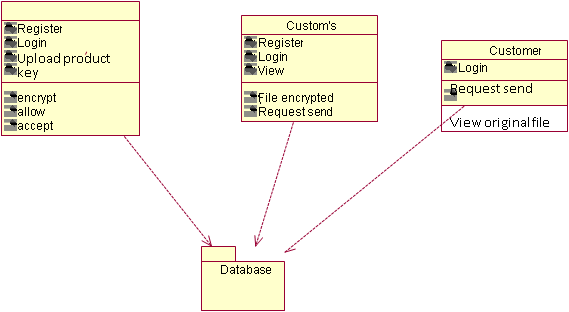 Register
Login
Upload product
key
encrypt
allow
accept
Custom's
Register
Login
View
File encrypted
Request send
Customer
Login
Request send
View original file
Database